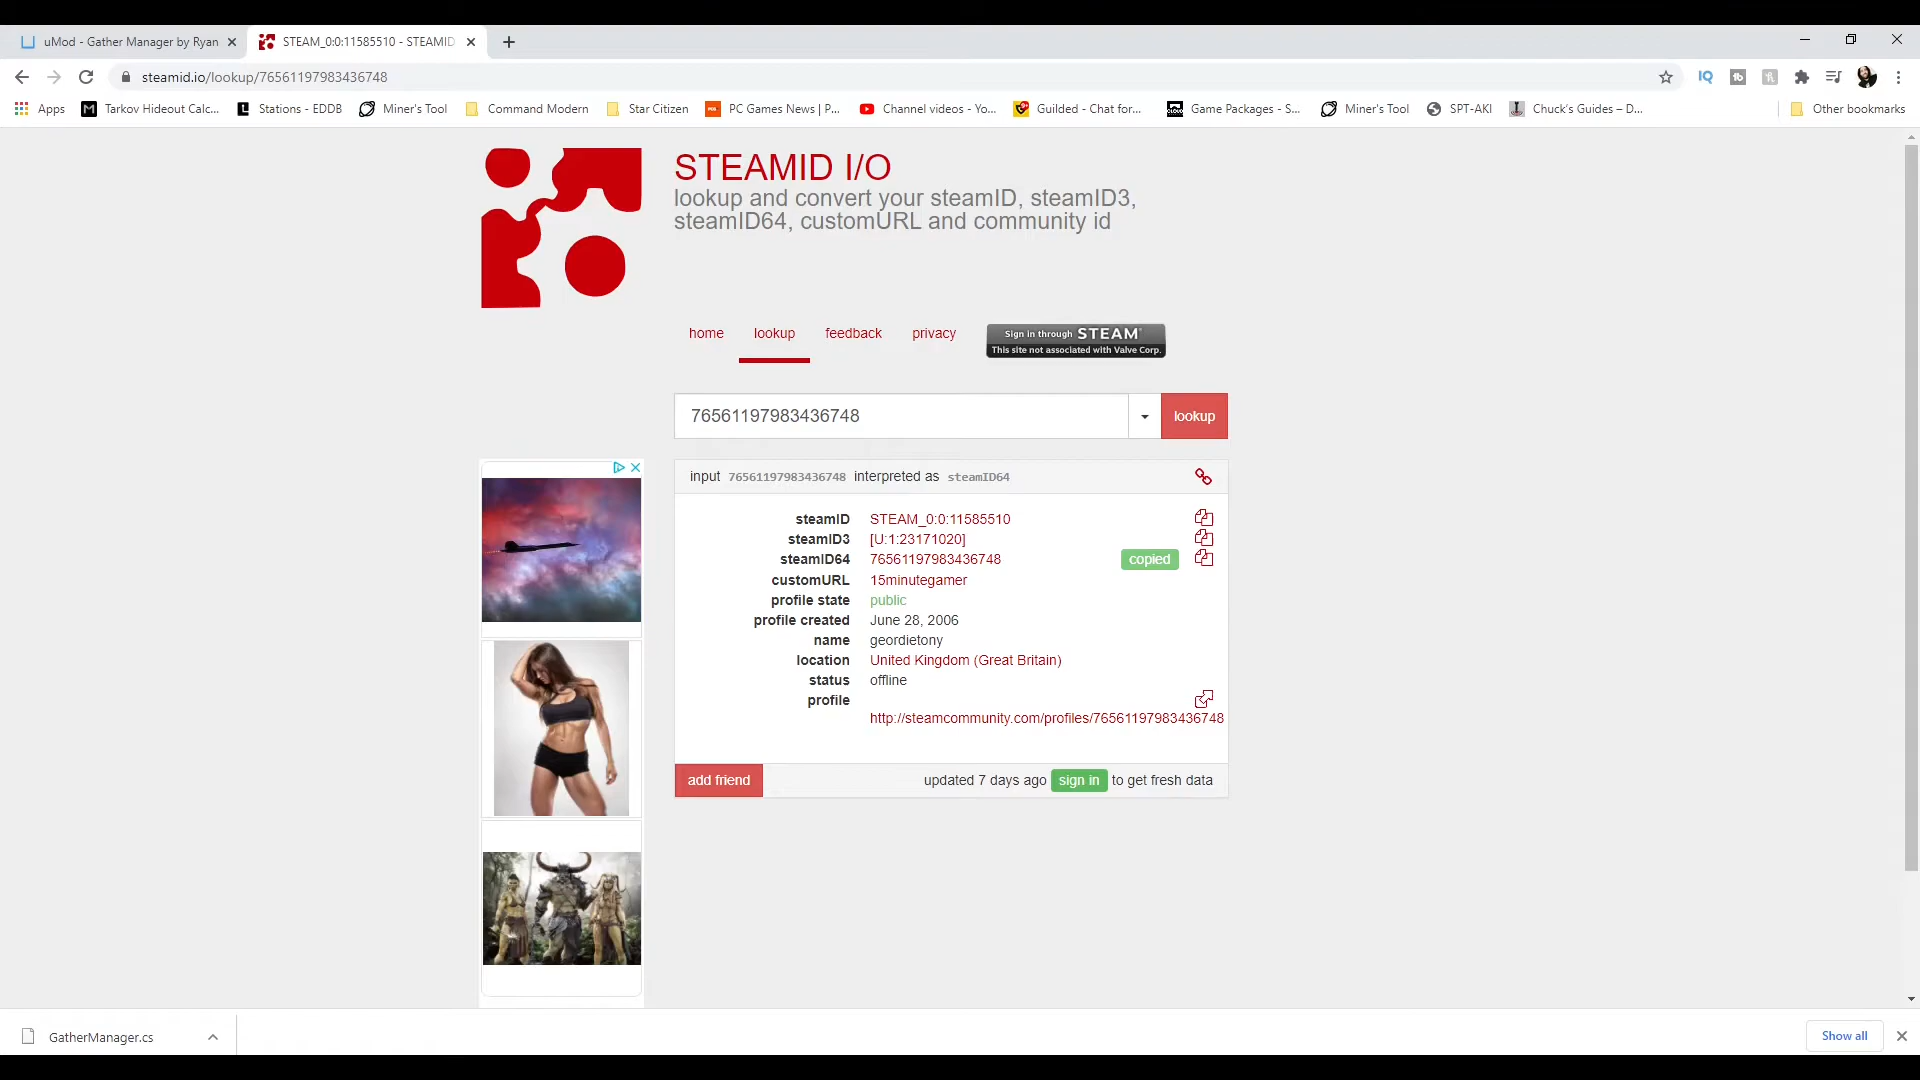 uMod - Gather Manager by Ryan
STEAM_0:0:11585510 - STEAMID
steamid.io/lookup/76561197983436748
IQ
Apps
Tarkov Hideout Calc...
Stations - EDDB
Miner's Tool
Command Modern
Star Citizen
PC Games News | P...
Channel videos - Yo...
Guilded - Chat for...
Game Packages - S...
Miner's Tool
SPT-AKI
Chuck's Guides – D...
Other bookmarks
STEAMID I/O
lookup and convert your steamID, steamID3,
steamID64, customURL and community id
home
lookup
feedback
privacy
Sign in through STEAM
This site not associated with Valve Corp.
76561197983436748
lookup
input 76561197983436748 interpreted as steamID64
steamID STEAM_0:0:11585510
steamID3 [U:1:23171020]
steamID64 76561197983436748 copied
customURL 15minutegamer
profile state public
profile created June 28, 2006
name geordietony
location United Kingdom (Great Britain)
status offline
profile
http://steamcommunity.com/profiles/76561197983436748
add friend
updated 7 days ago sign in to get fresh data
GatherManager.cs
Show all